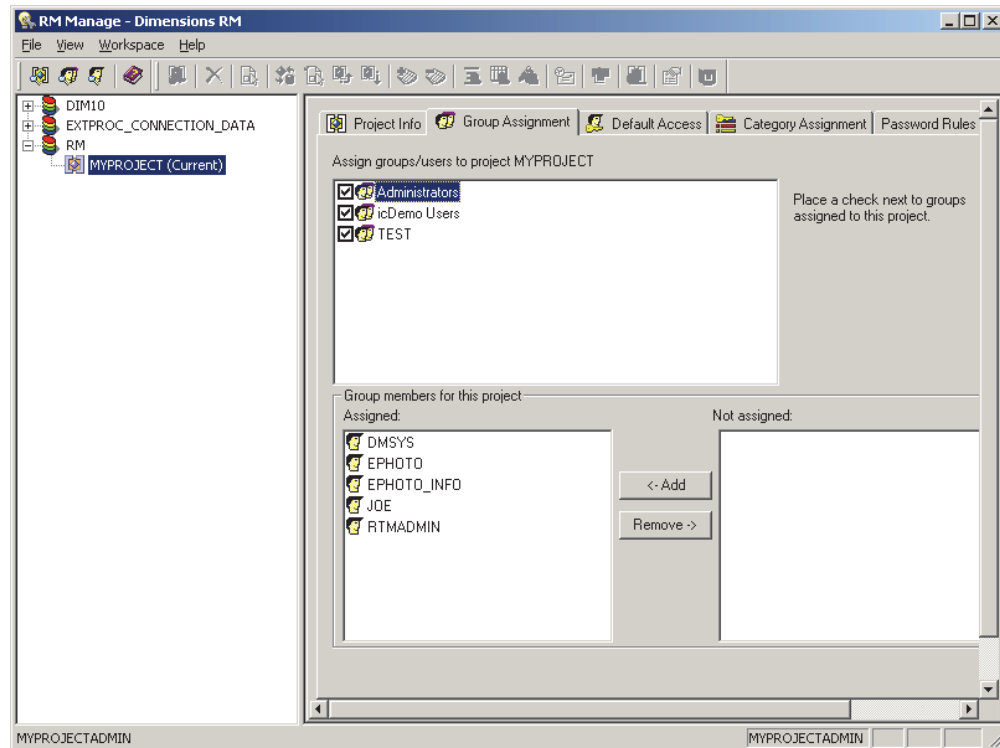 RM Manage - Dimensions RM
File View Workspace Help
DIM10
EXTPROC_CONNECTION_DATA
RM
MYPROJECT (Current)
Project Info Group Assignment Default Access Category Assignment Password Rules
Assign groups/users to project MYPROJECT
Administrators
icDemo Users
TEST
Place a check next to groups
assigned to this project.
Group members for this project
Assigned:
Not assigned:
DMSYS
EPHOTO
EPHOTO_INFO
JOE
RTMADMIN
<- Add
Remove ->
MYPROJECTADMIN
MYPROJECTADMIN